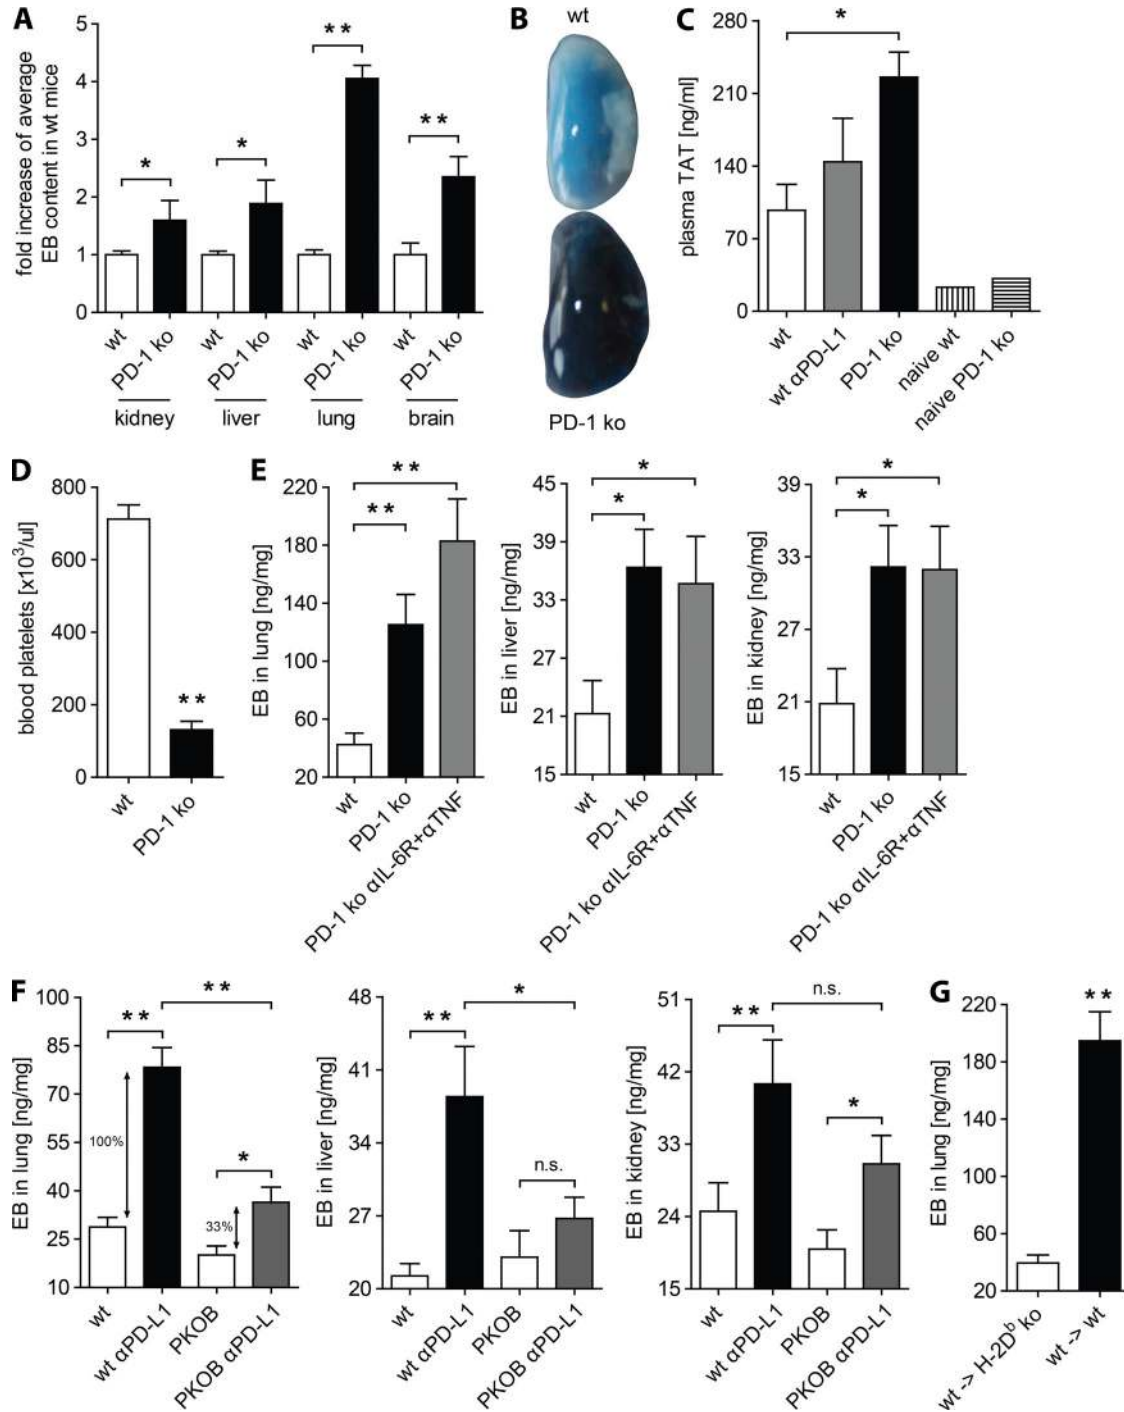 A
fold increase of average
EB content in wt mice
5
4
3
2
1
0
*
*
* *
* *
wt
PD-1 ko
wt
PD-1 ko
wt
PD-1 ko
wt
PD-1 ko
kidney
liver
lung
brain
B
wt
PD-1 ko
C
plasma TAT [ng/ml]
280
210
140
70
0
*
wt
wt αPD-L1
PD-1 ko
naive wt
naive PD-1 ko
D
blood platelets [x10³/ul]
800
600
400
200
0
* *
wt
PD-1 ko
E
EB in lung [ng/mg]
220
180
140
100
60
20
* *
* *
wt
PD-1 ko
PD-1 ko αIL-6R+αTNF
EB in liver [ng/mg]
45
39
33
27
21
15
*
*
wt
PD-1 ko
PD-1 ko αIL-6R+αTNF
EB in kidney [ng/mg]
39
33
27
21
15
*
*
wt
PD-1 ko
PD-1 ko αIL-6R+αTNF
F
EB in lung [ng/mg]
100
85
70
55
40
25
10
* *
* *
100%
*
33%
wt
wt αPD-L1
PKOB
PKOB αPD-L1
EB in liver [ng/mg]
48
41
34
27
20
*
* *
n.s.
wt
wt αPD-L1
PKOB
PKOB αPD-L1
EB in kidney [ng/mg]
51
42
33
24
15
n.s.
* *
*
wt
wt αPD-L1
PKOB
PKOB αPD-L1
G
EB in lung [ng/mg]
220
180
140
100
60
20
* *
wt -> H-2Dᵇ ko
wt -> wt